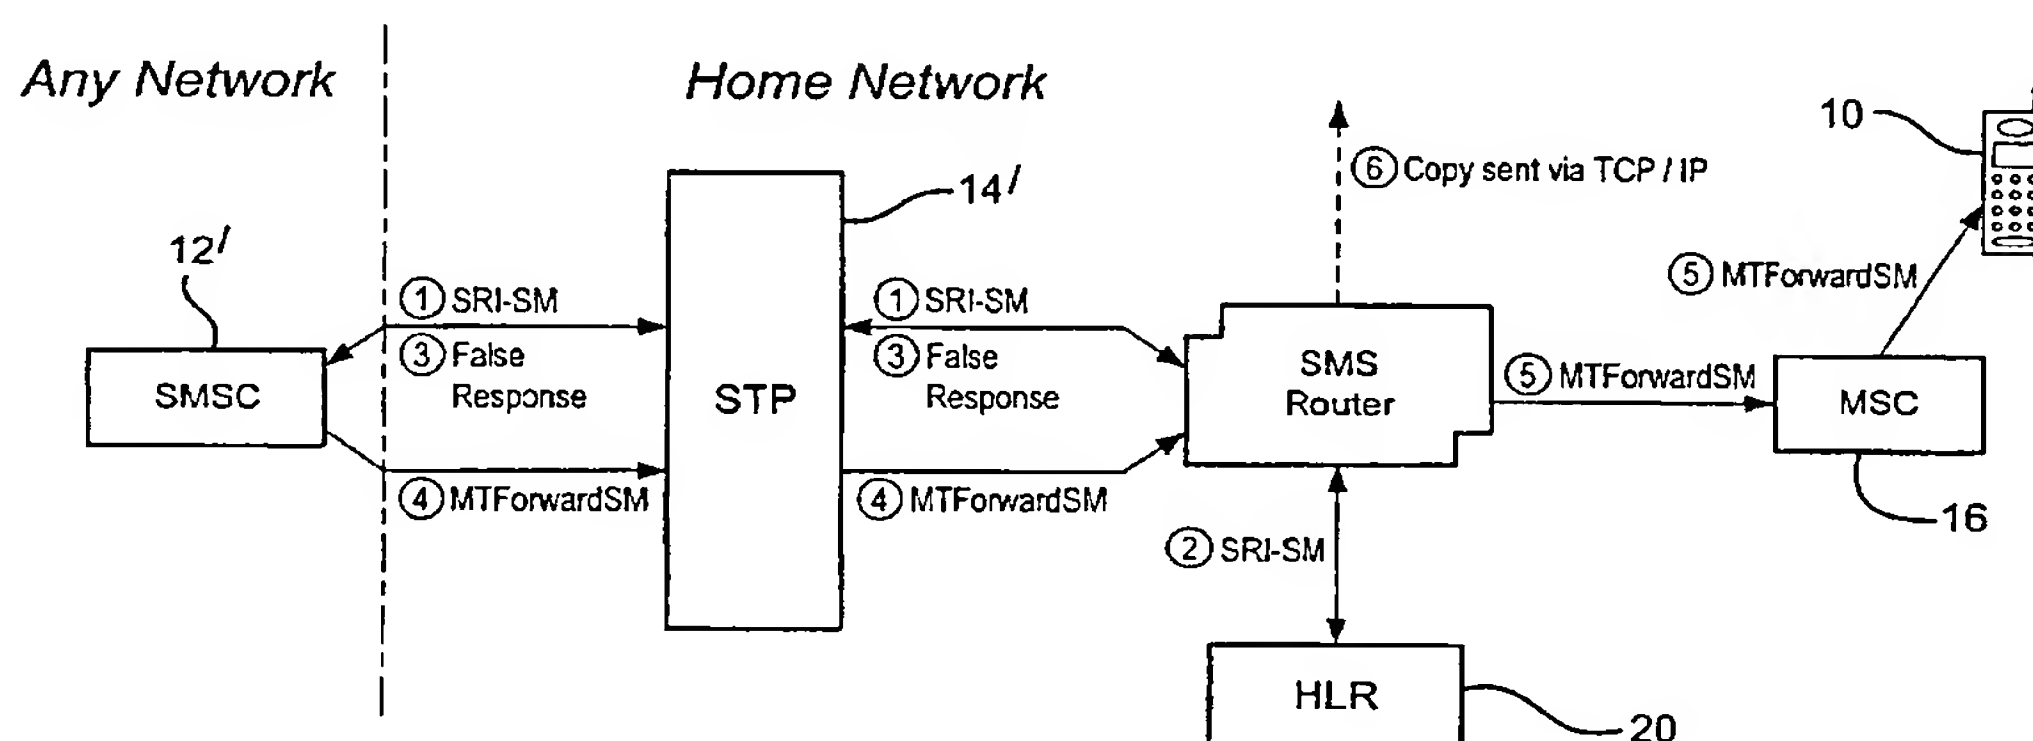 Any Network
Home Network
10
⑥ Copy sent via TCP / IP
14'
12'
① SRI-SM
① SRI-SM
⑤ MTForwardSM
③ False
Response
③ False
Response
SMSC
STP
SMS
Router
⑤ MTForwardSM
MSC
④ MTForwardSM
④ MTForwardSM
16
② SRI-SM
HLR
20